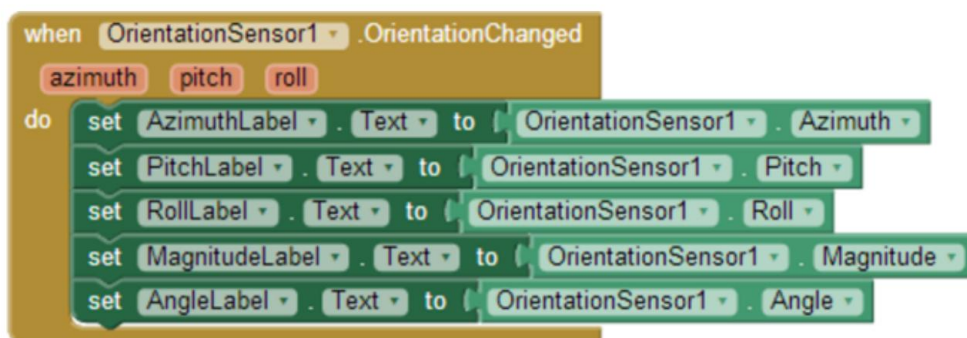 when OrientationSensor1 .OrientationChanged
azimuth pitch roll
do set AzimuthLabel . Text to OrientationSensor1 . Azimuth
set PitchLabel . Text to OrientationSensor1 . Pitch
set RollLabel . Text to OrientationSensor1 . Roll
set MagnitudeLabel . Text to OrientationSensor1 . Magnitude
set AngleLabel . Text to OrientationSensor1 . Angle